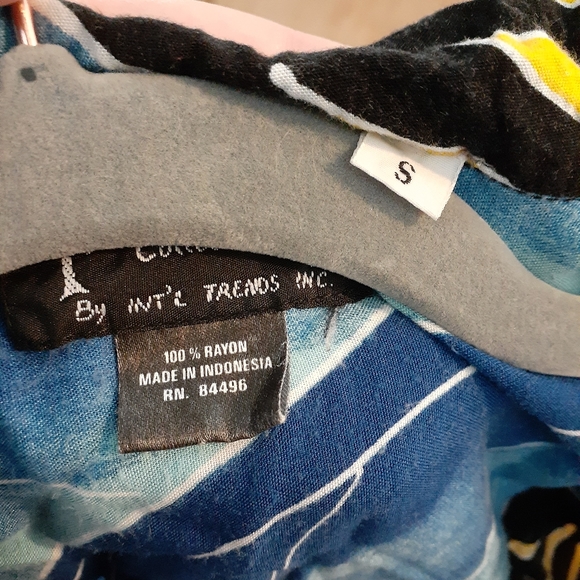 S
By INT'L TRENDS INC.
100 % RAYON
MADE IN INDONESIA
RN. 84496